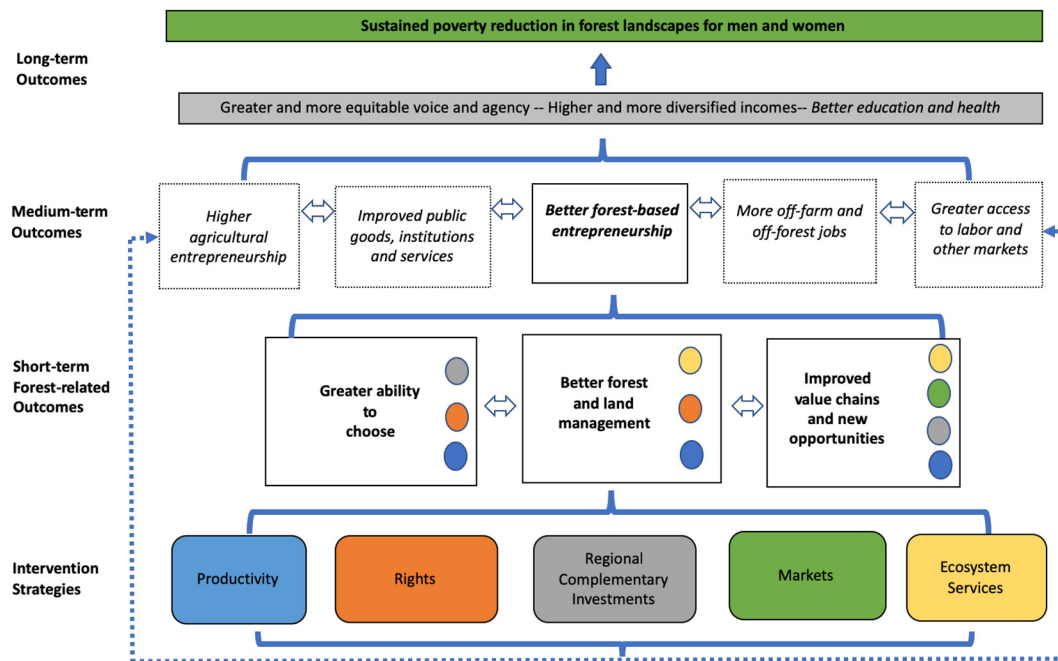 Sustained poverty reduction in forest landscapes for men and women
Long-term
Outcomes
Greater and more equitable voice and agency -- Higher and more diversified incomes-- Better education and health
Medium-term
Outcomes
Higher
agricultural
entrepreneurship
Improved public
goods, institutions
and services
Better forest-based
entrepreneurship
More off-farm and
off-forest jobs
Greater access
to labor and
other markets
Short-term
Forest-related
Outcomes
Greater ability
to
choose
Better forest
and land
management
Improved
value chains
and new
opportunities
Intervention
Strategies
Productivity
Rights
Regional
Complementary
Investments
Markets
Ecosystem
Services